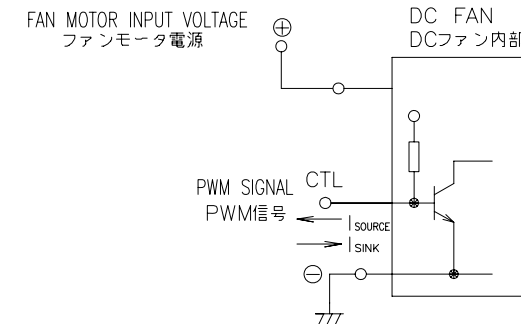 FAN MOTOR INPUT VOLTAGE
ファンモータ電源
DC FAN
DCファン内部
PWM SIGNAL
PWM信号
CTL
I SOURCE
I SINK